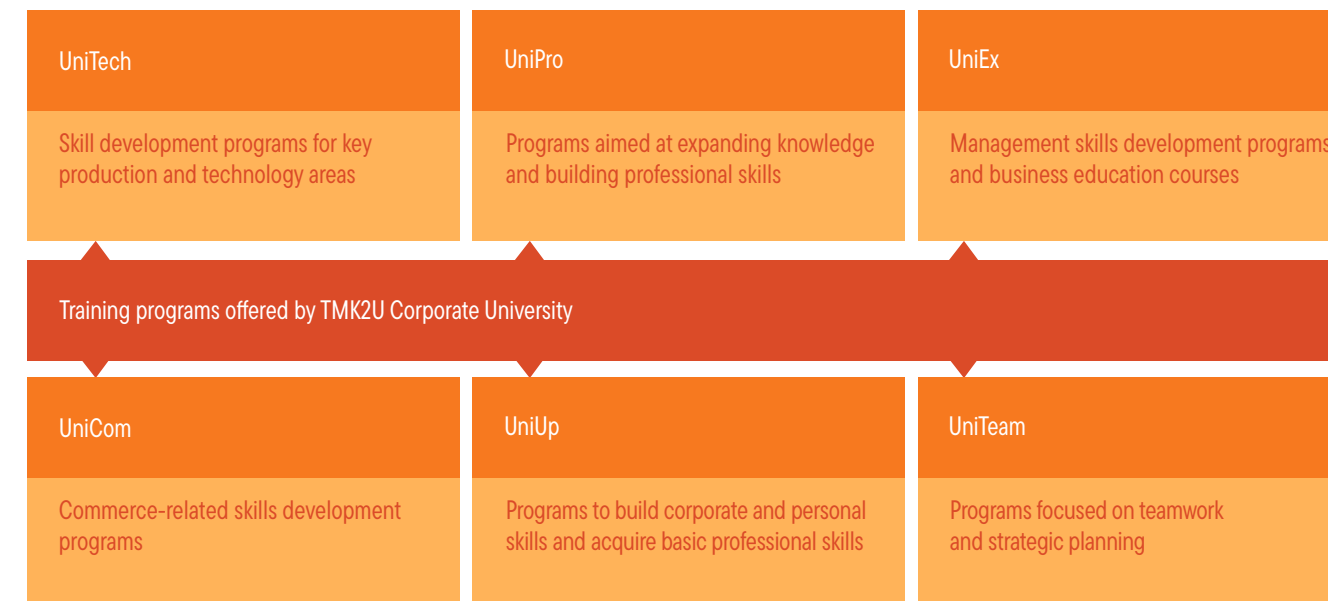 UniTech
Skill development programs for key
production and technology areas
UniPro
Programs aimed at expanding knowledge
and building professional skills
UniEx
Management skills development programs
and business education courses
Training programs offered by TMK2U Corporate University
UniCom
Commerce-related skills development
programs
UniUp
Programs to build corporate and personal
skills and acquire basic professional skills
UniTeam
Programs focused on teamwork
and strategic planning